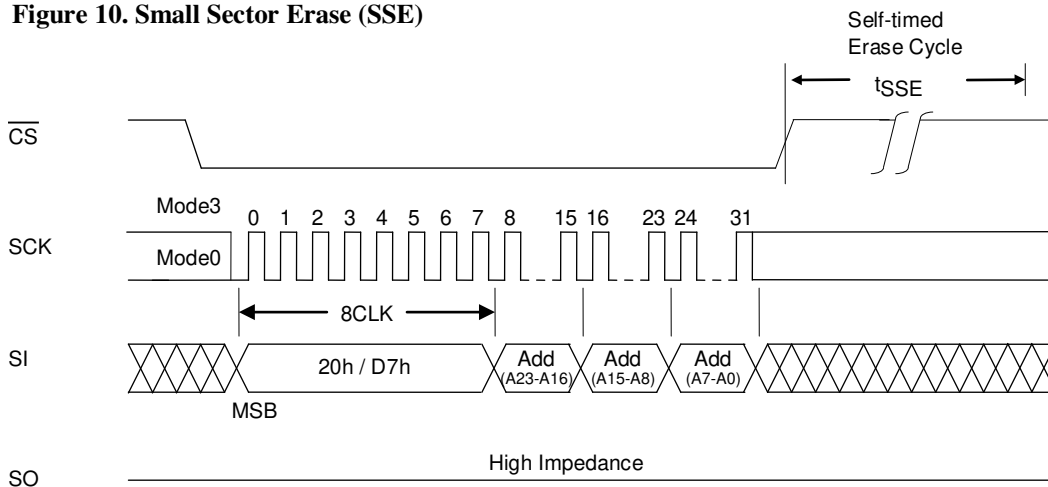 Figure 10. Small Sector Erase (SSE)
Self-timed
Erase Cycle
tSSE
CS
Mode3
0 1 2 3 4 5 6 7 8 15 16 23 24 31
SCK
Mode0
8CLK
SI
20h / D7h
Add
(A23-A16)
Add
(A15-A8)
Add
(A7-A0)
MSB
High Impedance
SO